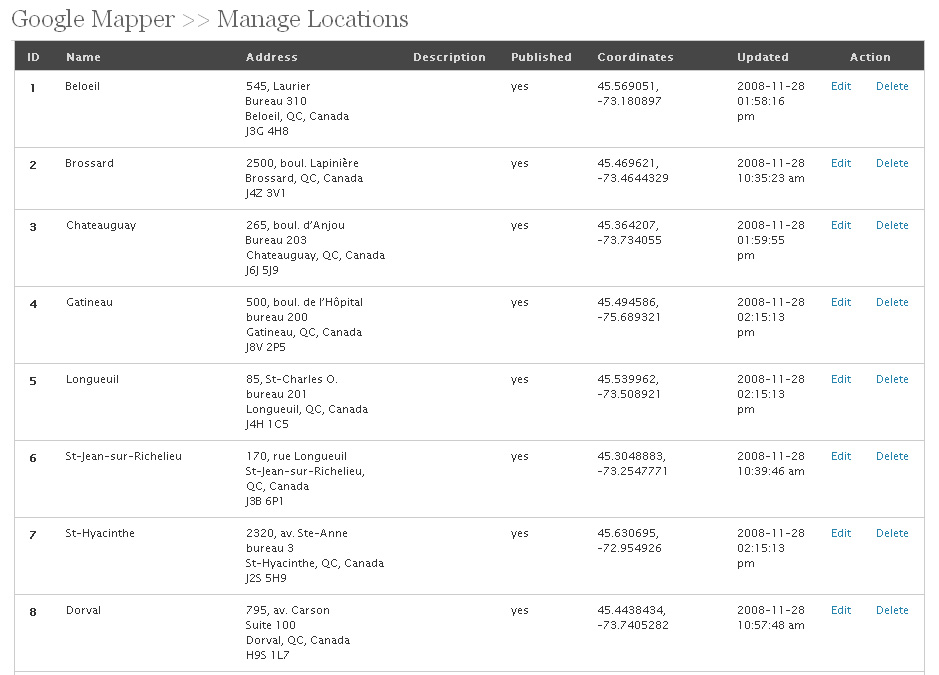 Google Mapper >> Manage Locations
ID Name Address Description Published Coordinates Updated Action
1 Beloeil 545, Laurier yes 45.569051, 2008-11-28 Edit Delete
Bureau 310 -73.180897 01:58:16
Beloeil, QC, Canada pm
J3G 4H8
2 Brossard 2500, boul. Lapinière yes 45.469621, 2008-11-28 Edit Delete
Brossard, QC, Canada -73.4644329 10:35:23 am
J4Z 3V1
3 Chateauguay 265, boul. d’Anjou yes 45.364207, 2008-11-28 Edit Delete
Bureau 203 -73.734055 01:59:55
Chateauguay, QC, Canada pm
J6J 5J9
4 Gatineau 500, boul. de l’Hôpital yes 45.494586, 2008-11-28 Edit Delete
bureau 200 -75.689321 02:15:13
Gatineau, QC, Canada pm
J8V 2P5
5 Longueuil 85, St-Charles O. yes 45.539962, 2008-11-28 Edit Delete
bureau 201 -73.508921 02:15:13
Longueuil, QC, Canada pm
J4H 1C5
6 St-Jean-sur-Richelieu 170, rue Longueuil yes 45.3048883, 2008-11-28 Edit Delete
St-Jean-sur-Richelieu, -73.2547771 10:39:46 am
QC, Canada
J3B 6P1
7 St-Hyacinthe 2320, av. Ste-Anne yes 45.630695, 2008-11-28 Edit Delete
bureau 3 -72.954926 02:15:13
St-Hyacinthe, QC, Canada pm
J2S 5H9
8 Dorval 795, av. Carson yes 45.4438434, 2008-11-28 Edit Delete
Suite 100 -73.7405282 10:57:48 am
Dorval, QC, Canada
H9S 1L7